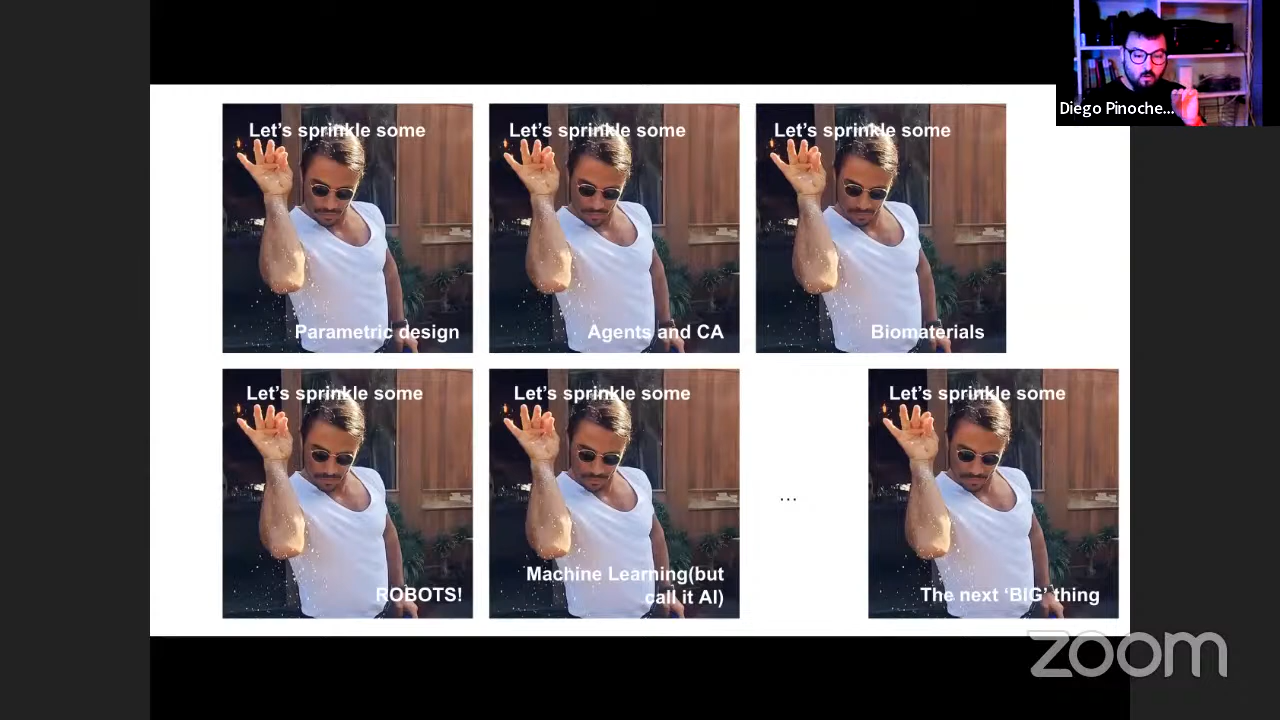 Diego Pinoche...
Let's sprinkle some
Let's sprinkle some
Let's sprinkle some
Parametric design
Agents and CA
Biomaterials
Let's sprinkle some
Let's sprinkle some
Let's sprinkle some
...
ROBOTS!
Machine Learning(but
call it AI)
The next ‘BIG’ thing
zoom